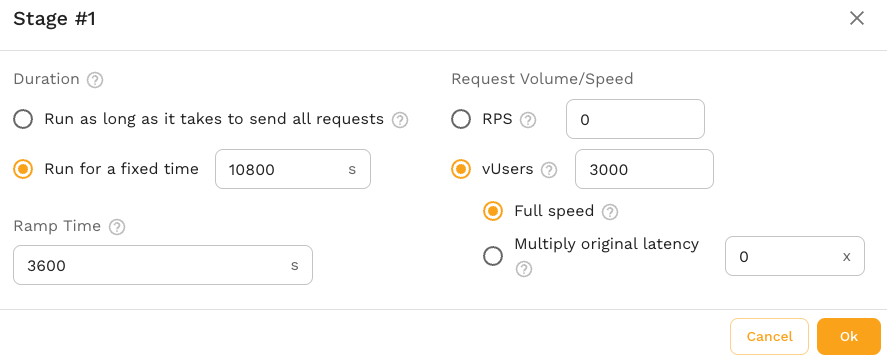 Stage #1
Duration
Run as long as it takes to send all requests
Run for a fixed time 10800 s
Ramp Time
3600 s
Request Volume/Speed
RPS 0
vUsers 3000
Full speed
Multiply original latency 0 x
Cancel Ok